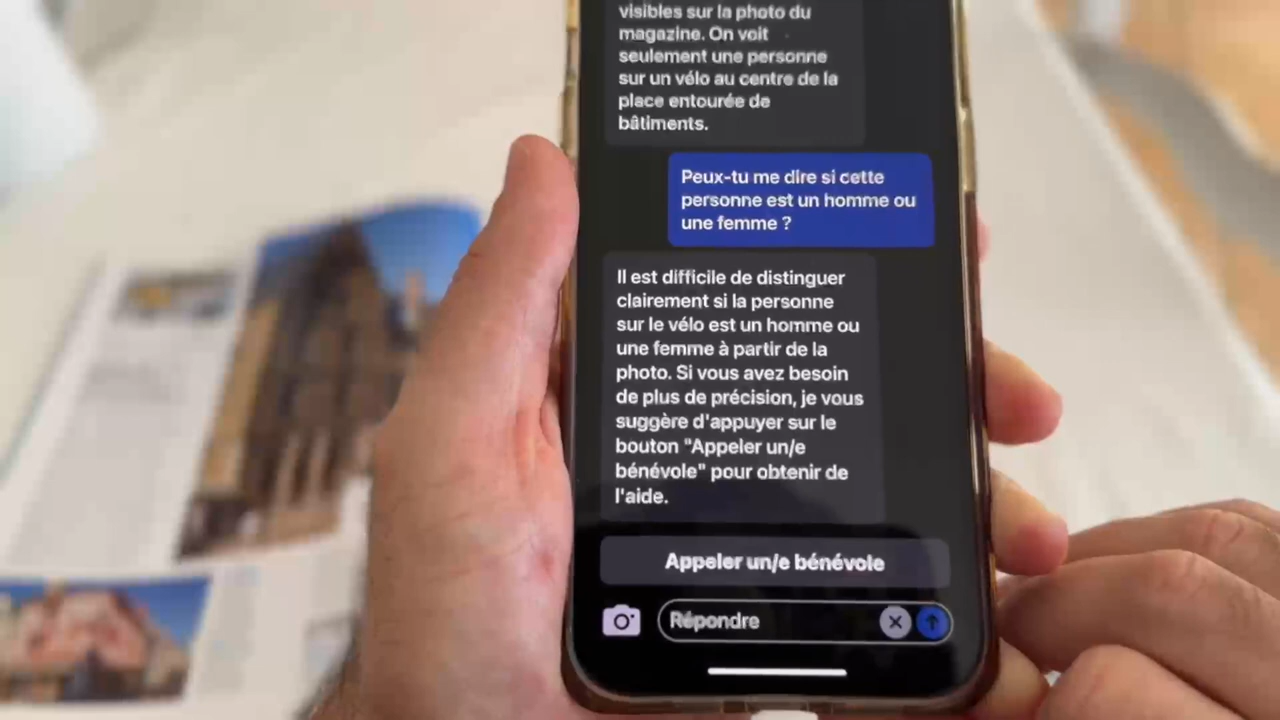 visibles sur la photo du
magazine. On voit
seulement une personne
sur un vélo au centre de la
place entourée de
bâtiments.
Peux-tu me dire si cette
personne est un homme ou
une femme ?
Il est difficile de distinguer
clairement si la personne
sur le vélo est un homme ou
une femme à partir de la
photo. Si vous avez besoin
de plus de précision, je vous
suggère d'appuyer sur le
bouton "Appeler un/e
bénévole" pour obtenir de
l'aide.
Appeler un/e bénévole
Répondre